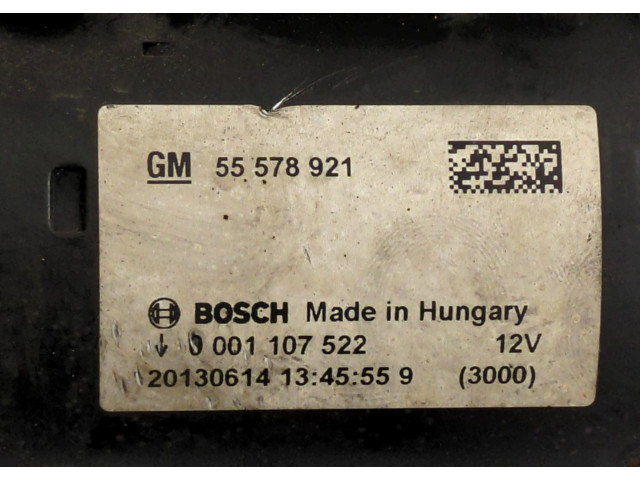 GM 55 578 921
BOSCH Made in Hungary
0 001 107 522 12V
20130614 13:45:55 9 (3000)